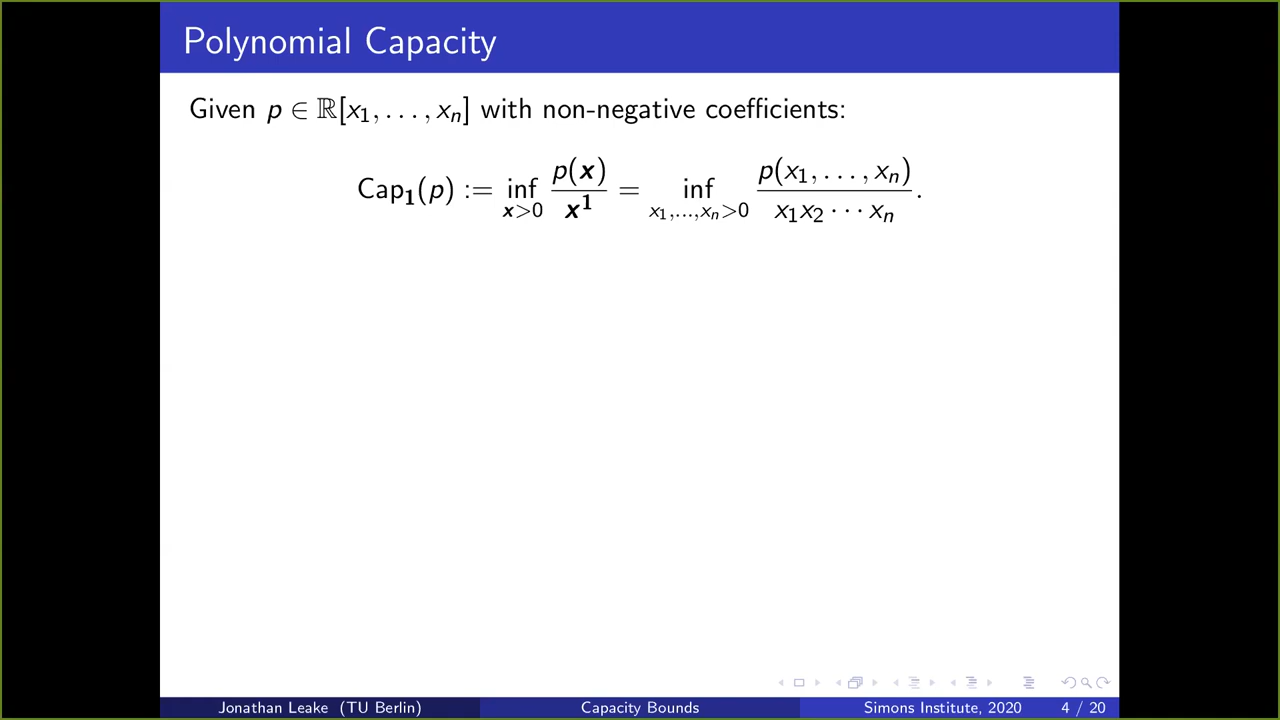 Polynomial Capacity
Given p ∈ ℝ[x₁, . . . , xₙ] with non-negative coefficients:
Cap₁(p) := inf_{x>0} p(x) / x¹ = inf_{x₁,...,xₙ>0} p(x₁, . . . , xₙ) / x₁x₂ · · · xₙ .
Jonathan Leake (TU Berlin) Capacity Bounds Simons Institute, 2020 4 / 20